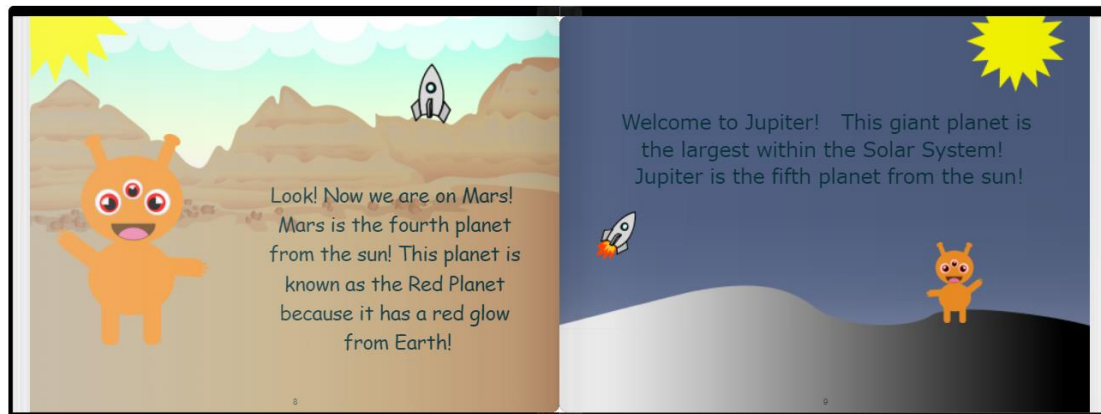 Look! Now we are on Mars!
Mars is the fourth planet
from the sun! This planet is
known as the Red Planet
because it has a red glow
from Earth!
8
Welcome to Jupiter! This giant planet is
the largest within the Solar System!
Jupiter is the fifth planet from the sun!
9